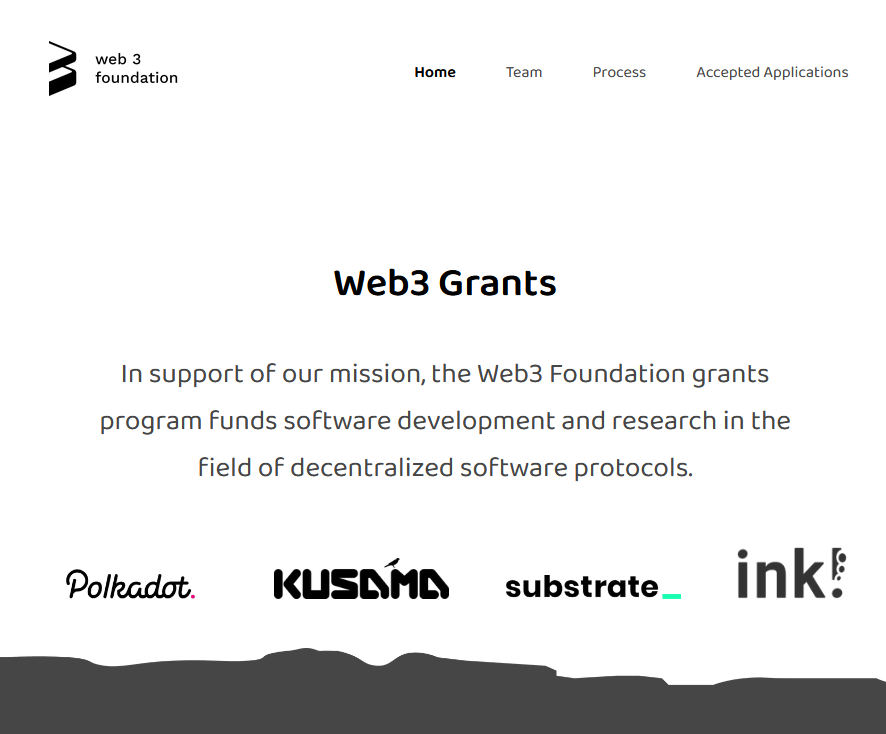 web 3
foundation
Home Team Process Accepted Applications
Web3 Grants
In support of our mission, the Web3 Foundation grants
program funds software development and research in the
field of decentralized software protocols.
Polkadot. KUSAMA substrate_ ink!